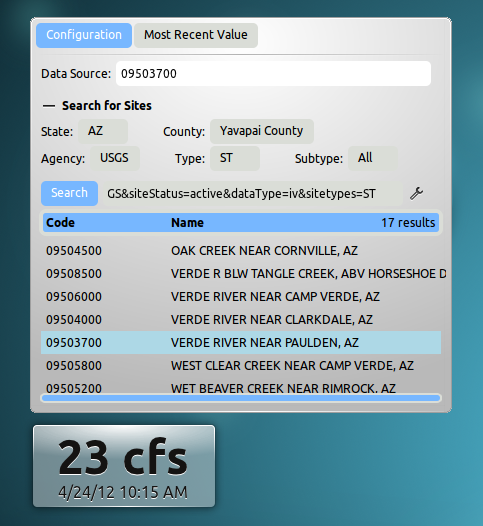 Configuration Most Recent Value
Data Source: 09503700
— Search for Sites
State: AZ County: Yavapai County
Agency: USGS Type: ST Subtype: All
Search GS&siteStatus=active&dataType=iv&sitetypes=ST
Code Name 17 results
09504500 OAK CREEK NEAR CORNVILLE, AZ
09508500 VERDE R BLW TANGLE CREEK, ABV HORSESHOE D
09506000 VERDE RIVER NEAR CAMP VERDE, AZ
09504000 VERDE RIVER NEAR CLARKDALE, AZ
09503700 VERDE RIVER NEAR PAULDEN, AZ
09505800 WEST CLEAR CREEK NEAR CAMP VERDE, AZ
09505200 WET BEAVER CREEK NEAR RIMROCK, AZ
23 cfs
4/24/12 10:15 AM